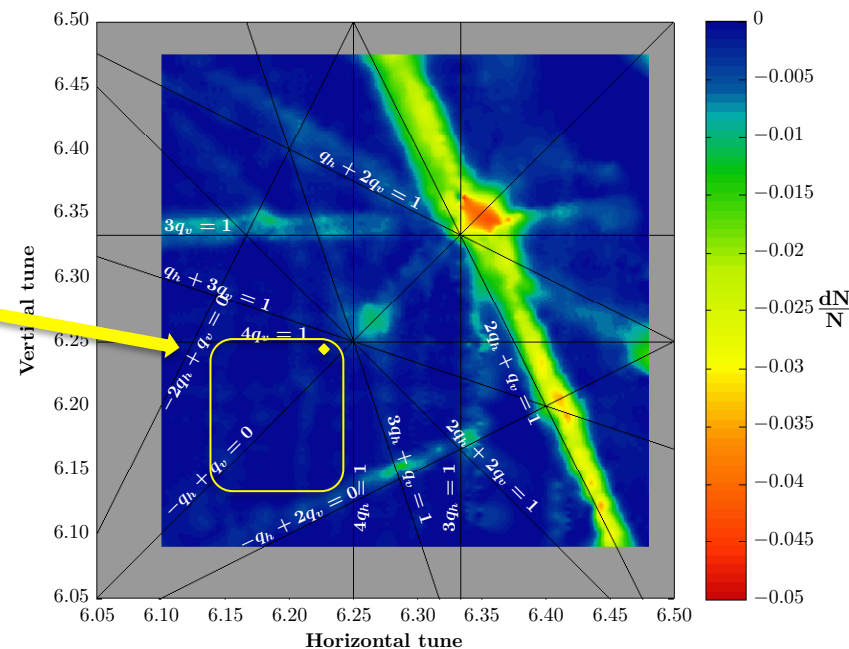 6.50
6.45
6.40
6.35
6.30
6.25
6.20
6.15
6.10
6.05
Vertical tune
6.05 6.10 6.15 6.20 6.25 6.30 6.35 6.40 6.45 6.50
Horizontal tune
q_h + 2q_v = 1
3q_v = 1
q_h + 3q_v = 1
4q_v = 1
−2q_h + q_v = 0
−q_h + q_v = 0
−q_h + 2q_v = 0
4q_h = 1
3q_h + q_v = 1
3q_h = 1
2q_h + 2q_v = 1
2q_h + q_v = 1
0
−0.005
−0.01
−0.015
−0.02
−0.025
−0.03
−0.035
−0.04
−0.045
−0.05
dN
N